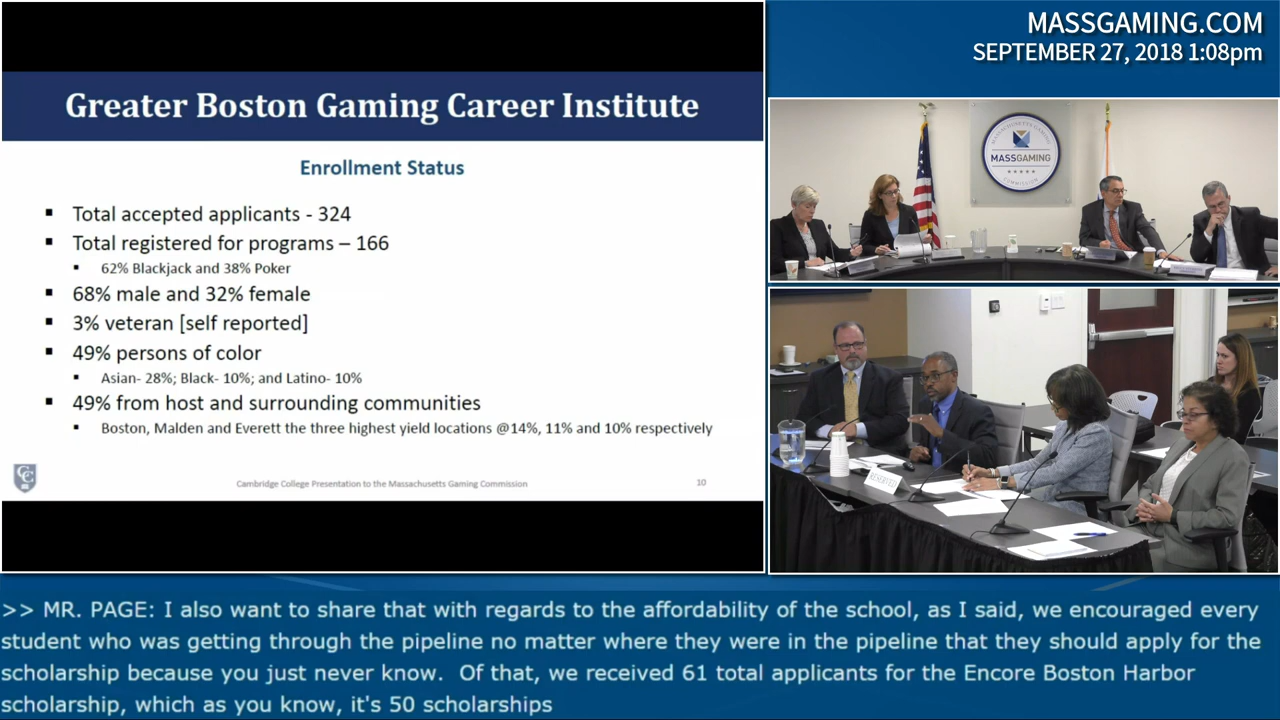 MASSGAMING.COM
SEPTEMBER 27, 2018 1:08pm
Greater Boston Gaming Career Institute
Enrollment Status
▪ Total accepted applicants - 324
▪ Total registered for programs – 166
▪ 62% Blackjack and 38% Poker
▪ 68% male and 32% female
▪ 3% veteran [self reported]
▪ 49% persons of color
▪ Asian- 28%; Black- 10%; and Latino- 10%
▪ 49% from host and surrounding communities
▪ Boston, Malden and Everett the three highest yield locations @14%, 11% and 10% respectively
Cambridge College Presentation to the Massachusetts Gaming Commission
10
MASSACHUSETTS GAMING
MASSGAMING
COMMISSION
RESERVED
>> MR. PAGE: I also want to share that with regards to the affordability of the school, as I said, we encouraged every
student who was getting through the pipeline no matter where they were in the pipeline that they should apply for the
scholarship because you just never know.  Of that, we received 61 total applicants for the Encore Boston Harbor
scholarship, which as you know, it's 50 scholarships